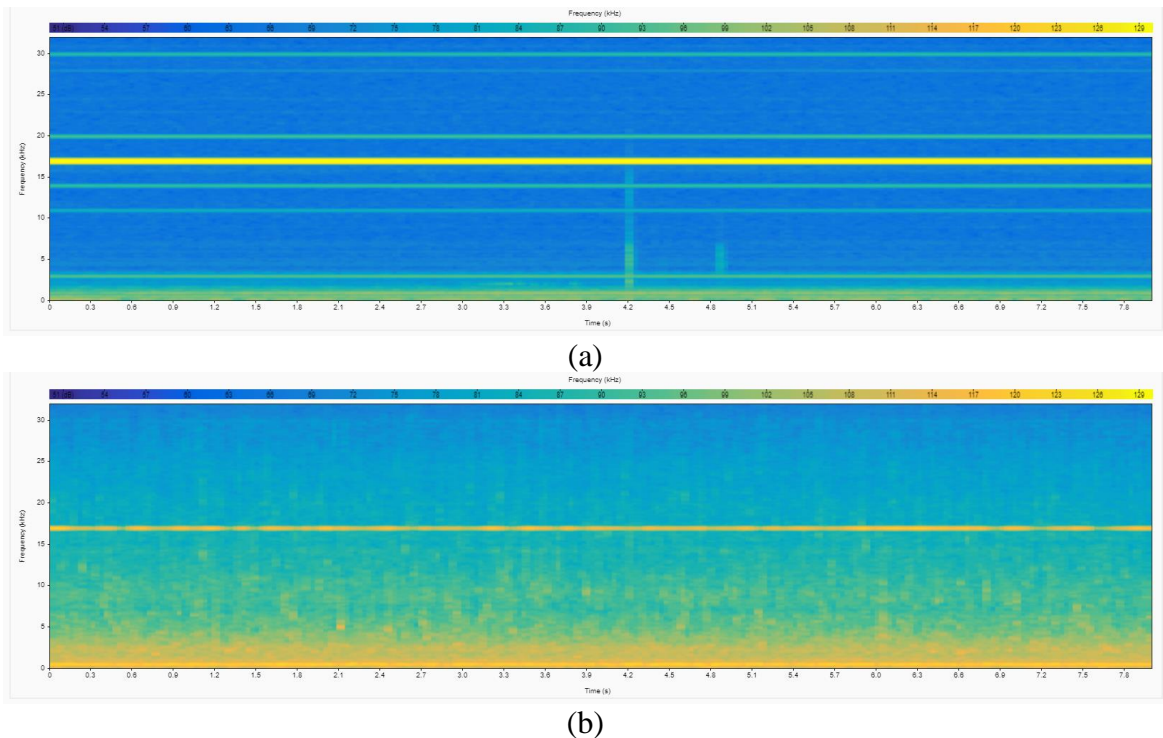 Frequency (kHz)
51 (dB) 54 57 60 63 66 69 72 75 78 81 84 87 90 93 96 99 102 105 108 111 114 117 120 123 126 129
30
25
20
15
10
5
0
Frequency (kHz)
0 0.3 0.6 0.9 1.2 1.5 1.8 2.1 2.4 2.7 3.0 3.3 3.6 3.9 4.2 4.5 4.8 5.1 5.4 5.7 6.0 6.3 6.6 6.9 7.2 7.5 7.8
Time (s)
(a)
Frequency (kHz)
51 (dB) 54 57 60 63 66 69 72 75 78 81 84 87 90 93 96 99 102 105 108 111 114 117 120 123 126 129
30
25
20
15
10
5
0
Frequency (kHz)
0 0.3 0.6 0.9 1.2 1.5 1.8 2.1 2.4 2.7 3.0 3.3 3.6 3.9 4.2 4.5 4.8 5.1 5.4 5.7 6.0 6.3 6.6 6.9 7.2 7.5 7.8
Time (s)
(b)